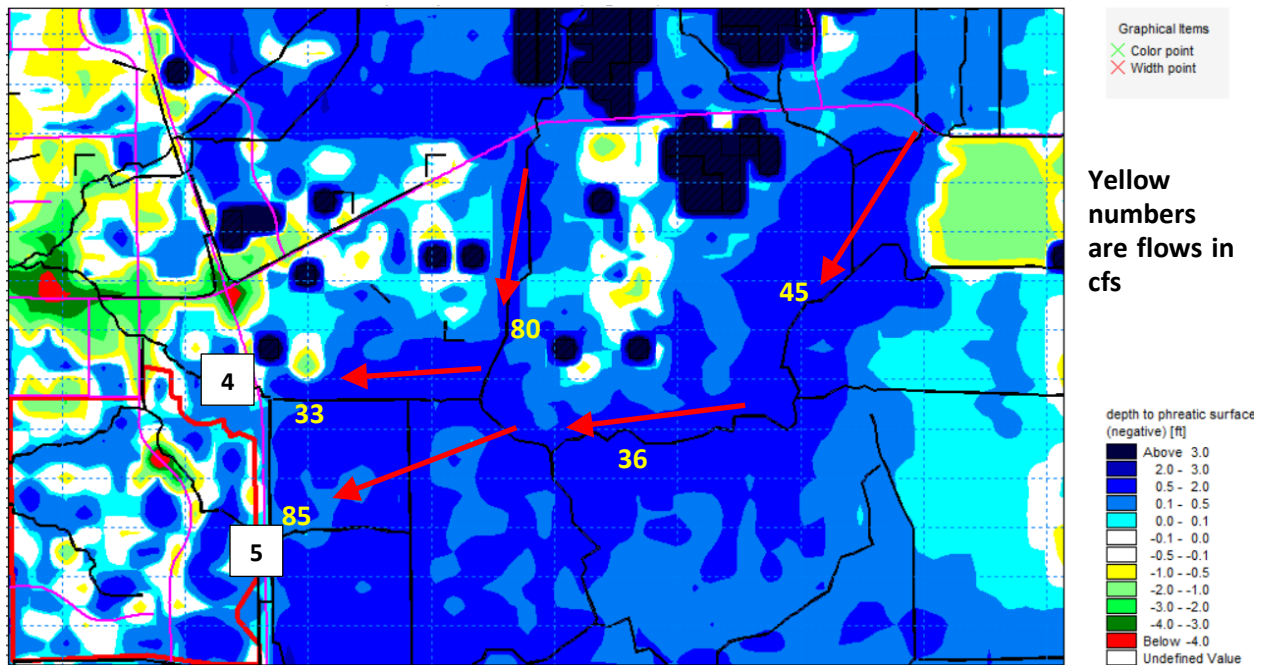 Graphical Items
Color point
Width point
Yellow
numbers
are flows in
cfs
45
80
4
33
36
85
5
depth to phreatic surface
(negative) [ft]
Above 3.0
2.0 - 3.0
0.5 - 2.0
0.1 - 0.5
0.0 - 0.1
-0.1 - 0.0
-0.5 - -0.1
-1.0 - -0.5
-2.0 - -1.0
-3.0 - -2.0
-4.0 - -3.0
Below -4.0
Undefined Value